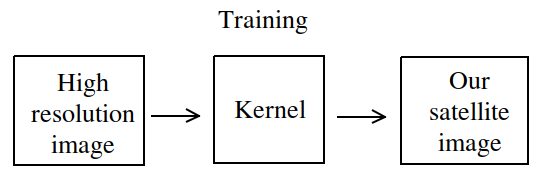 Training
High
resolution
image
Kernel
Our
satellite
image